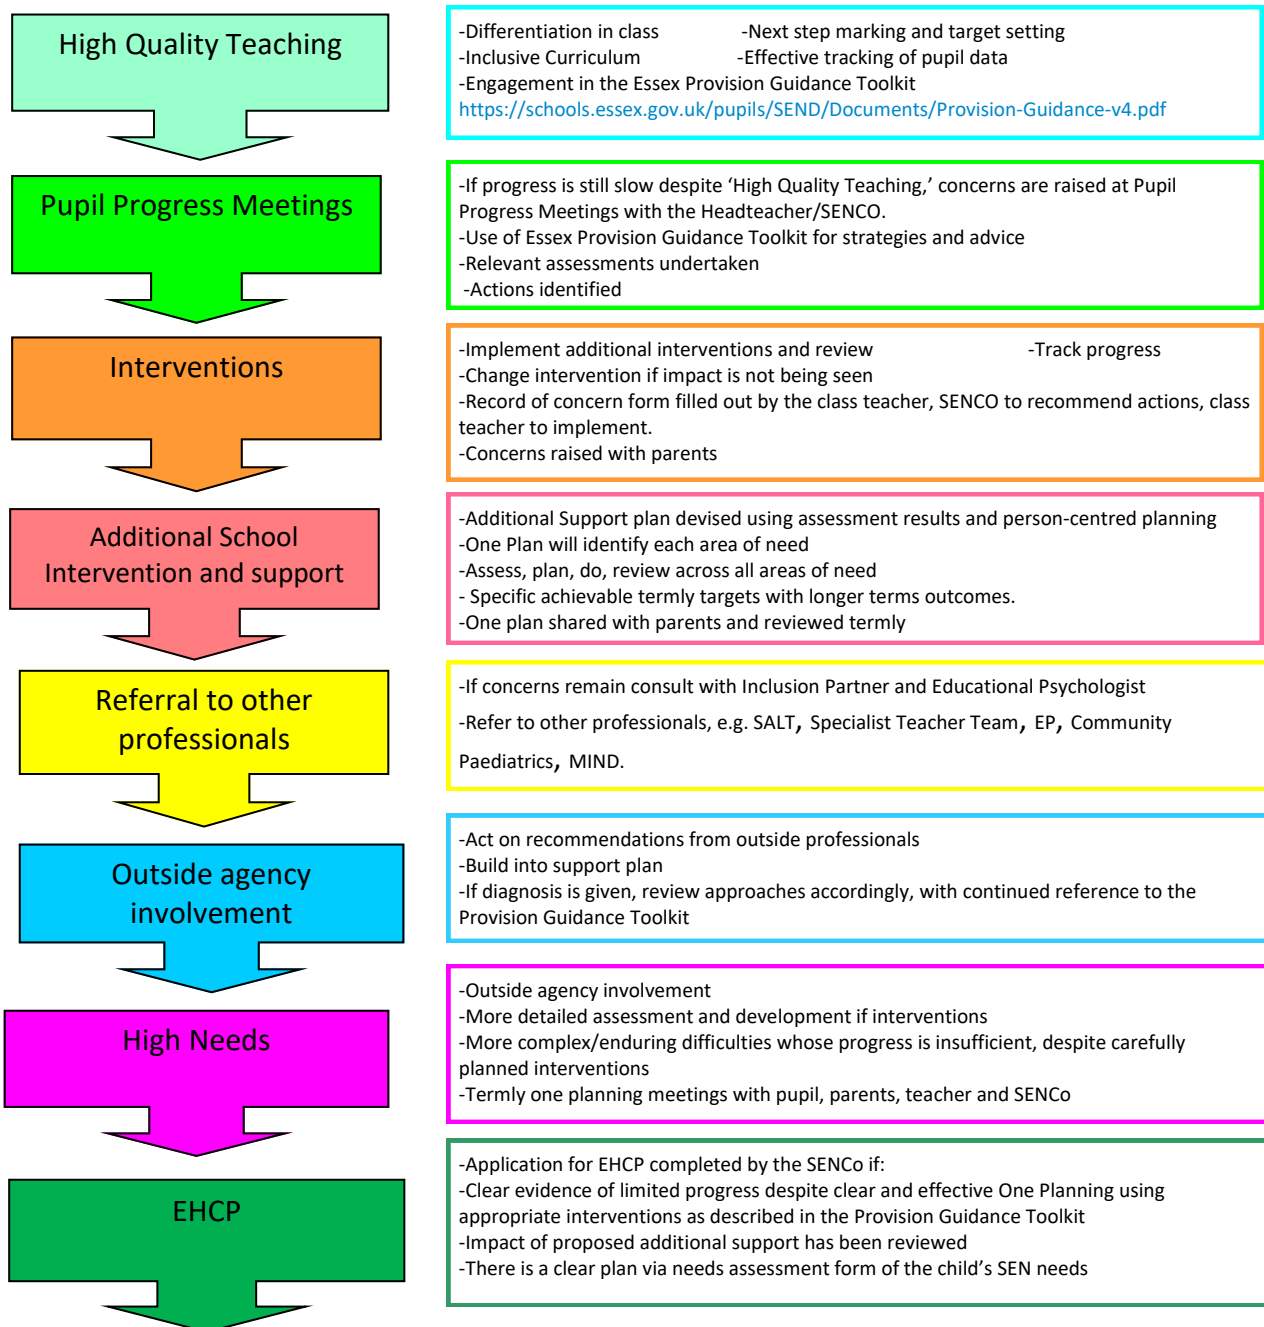 High Quality Teaching
-Differentiation in class -Next step marking and target setting
-Inclusive Curriculum -Effective tracking of pupil data
-Engagement in the Essex Provision Guidance Toolkit
https://schools.essex.gov.uk/pupils/SEND/Documents/Provision-Guidance-v4.pdf
Pupil Progress Meetings
-If progress is still slow despite ‘High Quality Teaching,’ concerns are raised at Pupil
Progress Meetings with the Headteacher/SENCO.
-Use of Essex Provision Guidance Toolkit for strategies and advice
-Relevant assessments undertaken
-Actions identified
Interventions
-Implement additional interventions and review -Track progress
-Change intervention if impact is not being seen
-Record of concern form filled out by the class teacher, SENCO to recommend actions, class
teacher to implement.
-Concerns raised with parents
Additional School
Intervention and support
-Additional Support plan devised using assessment results and person-centred planning
-One Plan will identify each area of need
-Assess, plan, do, review across all areas of need
- Specific achievable termly targets with longer terms outcomes.
-One plan shared with parents and reviewed termly
Referral to other
professionals
-If concerns remain consult with Inclusion Partner and Educational Psychologist
-Refer to other professionals, e.g. SALT, Specialist Teacher Team, EP, Community
Paediatrics, MIND.
Outside agency
involvement
-Act on recommendations from outside professionals
-Build into support plan
-If diagnosis is given, review approaches accordingly, with continued reference to the
Provision Guidance Toolkit
High Needs
-Outside agency involvement
-More detailed assessment and development if interventions
-More complex/enduring difficulties whose progress is insufficient, despite carefully
planned interventions
-Termly one planning meetings with pupil, parents, teacher and SENCo
EHCP
-Application for EHCP completed by the SENCo if:
-Clear evidence of limited progress despite clear and effective One Planning using
appropriate interventions as described in the Provision Guidance Toolkit
-Impact of proposed additional support has been reviewed
-There is a clear plan via needs assessment form of the child’s SEN needs